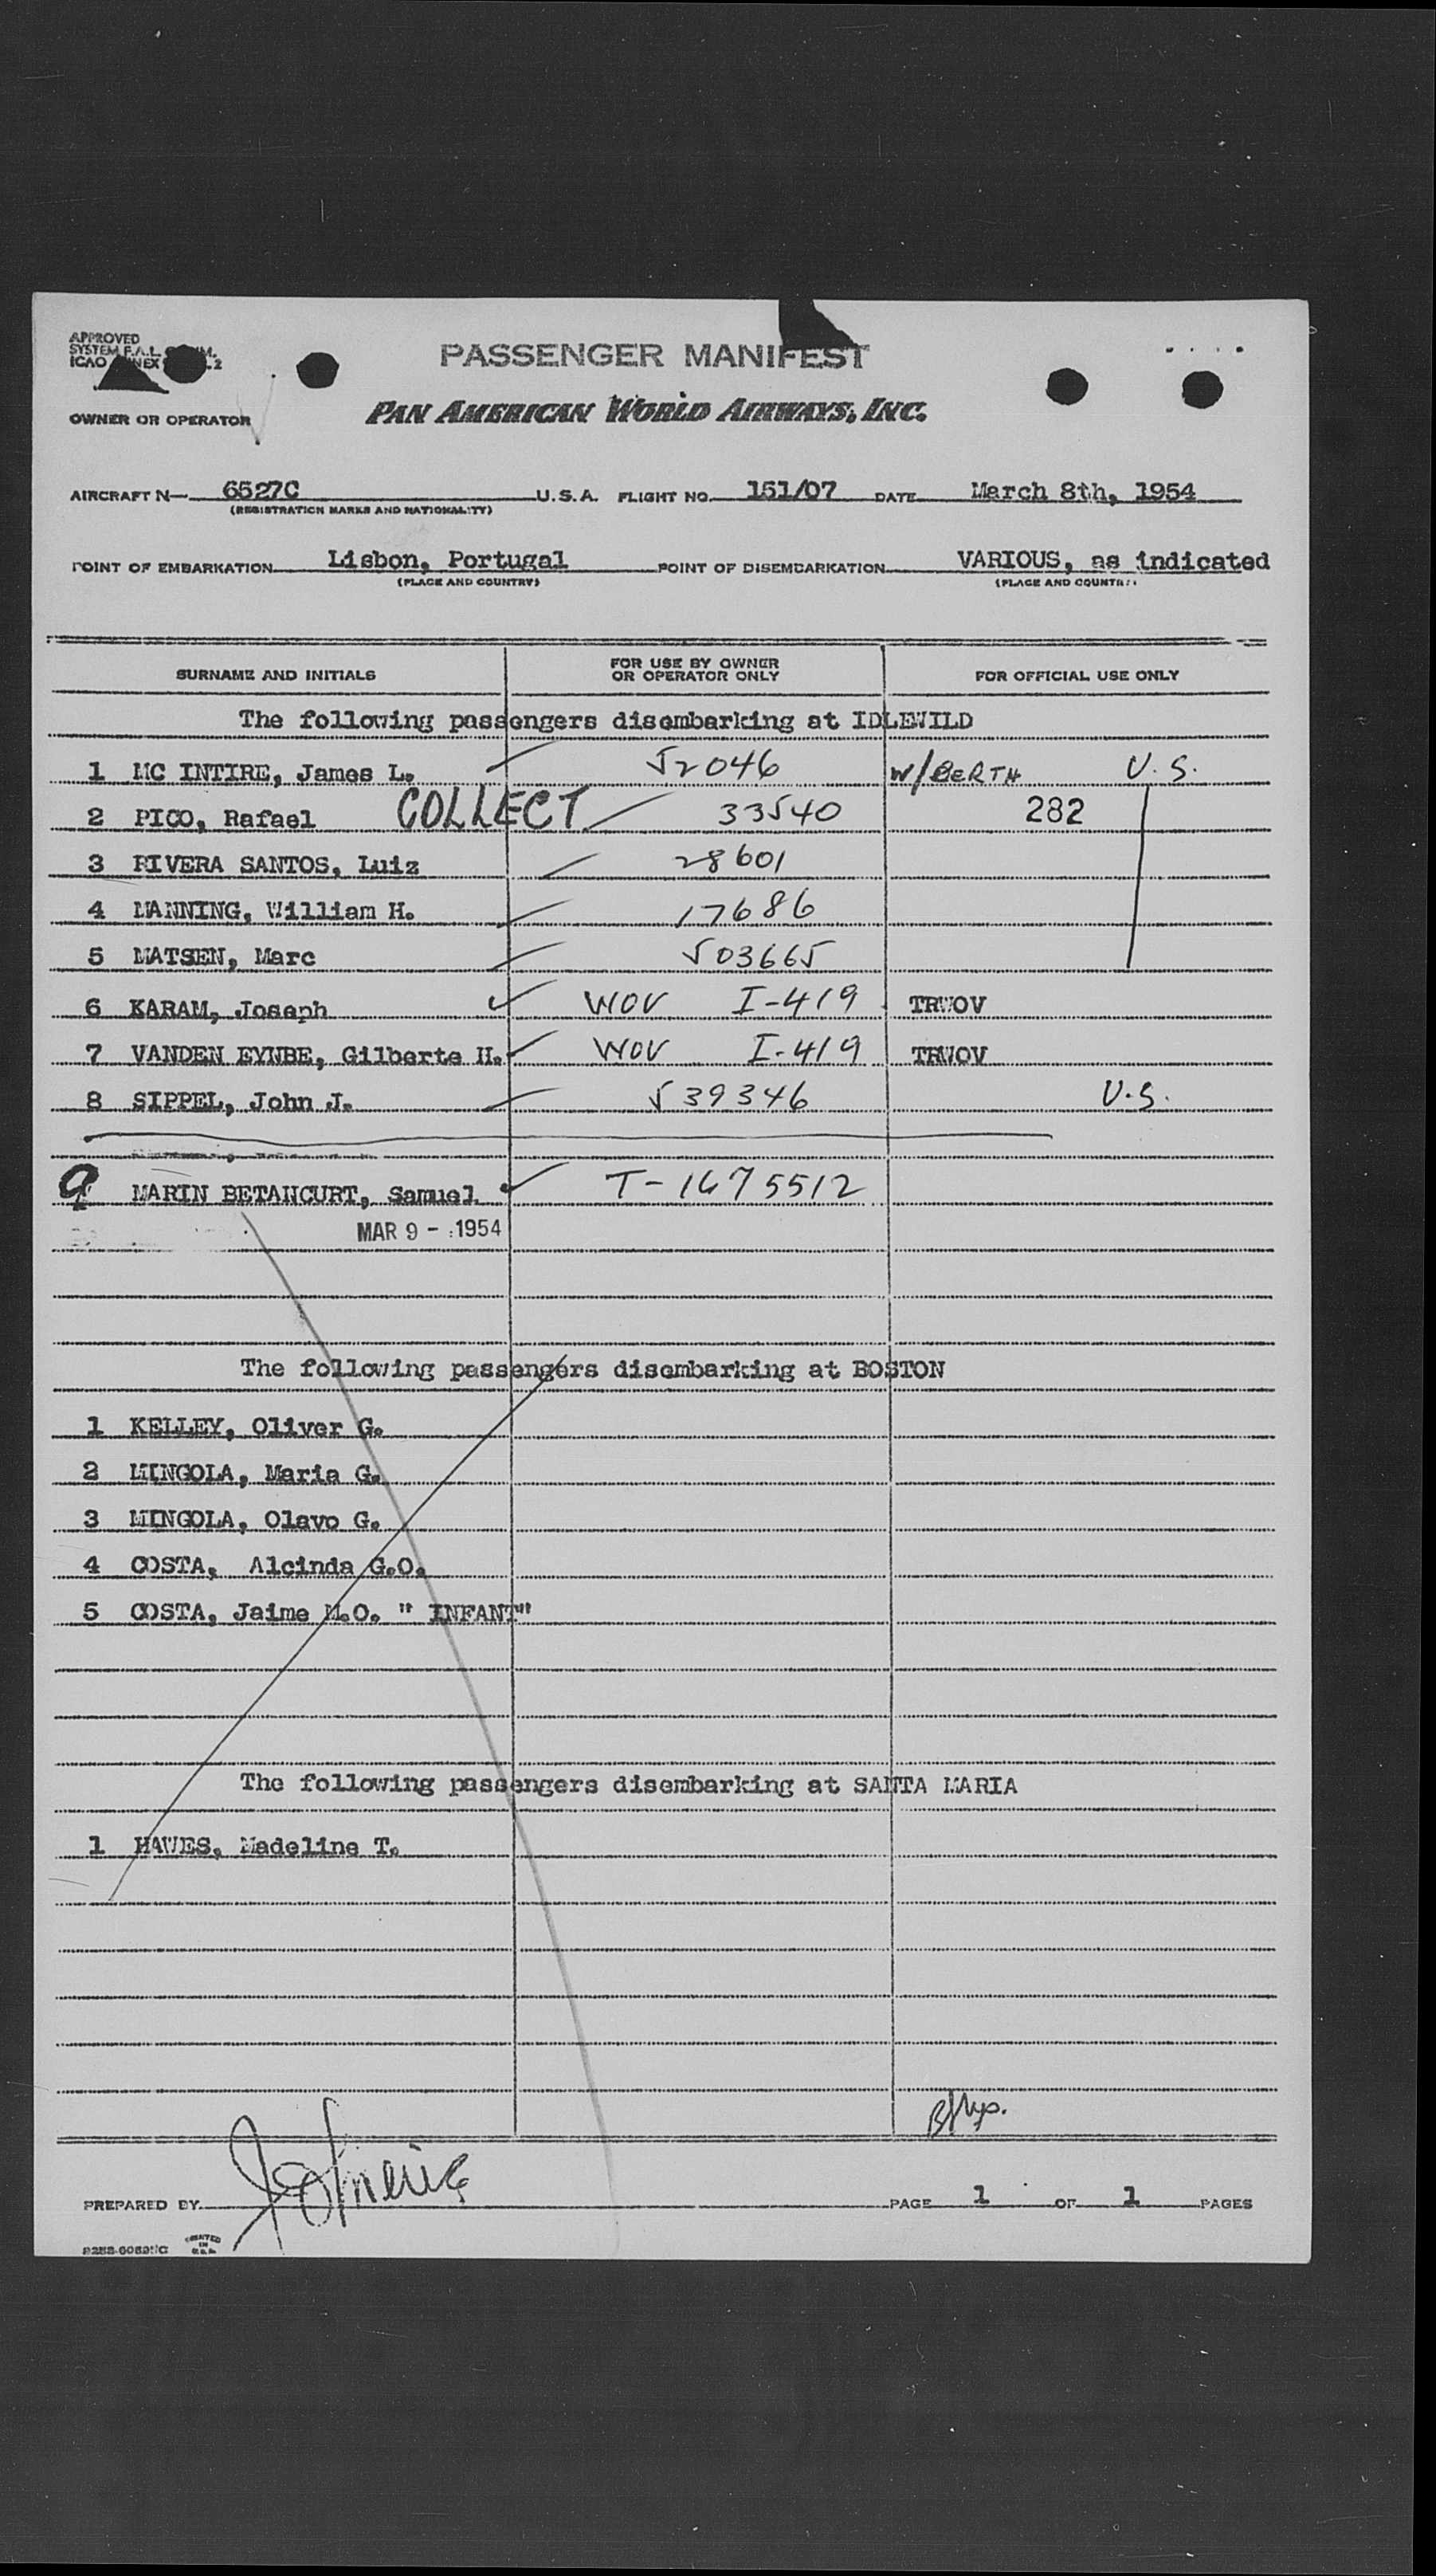 APPROVED
SYSTEM F.A.L.
ICAO
PASSENGER MANIFEST
OWNER OR OPERATOR
PAN AMERICAN WORLD AIRWAYS, INC.
AIRCRAFT N— 6527C U.S.A. FLIGHT NO. 151/07 DATE March 8th, 1954
(REGISTRATION MARKS AND NATIONALITY)
POINT OF EMBARKATION Lisbon, Portugal POINT OF DISEMBARKATION VARIOUS, as indicated
(PLACE AND COUNTRY) (PLACE AND COUNTRY)
SURNAME AND INITIALS FOR USE BY OWNER OR OPERATOR ONLY FOR OFFICIAL USE ONLY
The following passengers disembarking at IDLEWILD
1 MC INTIRE, James L. 52046 W/BERTH U.S.
2 PICO, Rafael COLLECT 33540 282
3 RIVERA SANTOS, Luiz 28601
4 MANNING, William H. 17686
5 MATSEN, Marc 503665
6 KARAM, Joseph WOV I-419 TRWOV
7 VANDEN EYNBE, Gilberte H. WOV I-419 TRWOV
8 SIPPEL, John J. 539346 U.S.
9 MARIN BETANCURT, Samuel T-1675512
MAR 9 - 1954
The following passengers disembarking at BOSTON
1 KELLEY, Oliver G.
2 MINGOLA, Maria G.
3 MINGOLA, Olavo G.
4 COSTA, Alcinda G.O.
5 COSTA, Jaime M.O. " INFANT"
The following passengers disembarking at SANTA MARIA
1 HAWES, Madeline T.
PREPARED BY PAGE 1 OF 1 PAGES
PRINTED IN U.S.A.